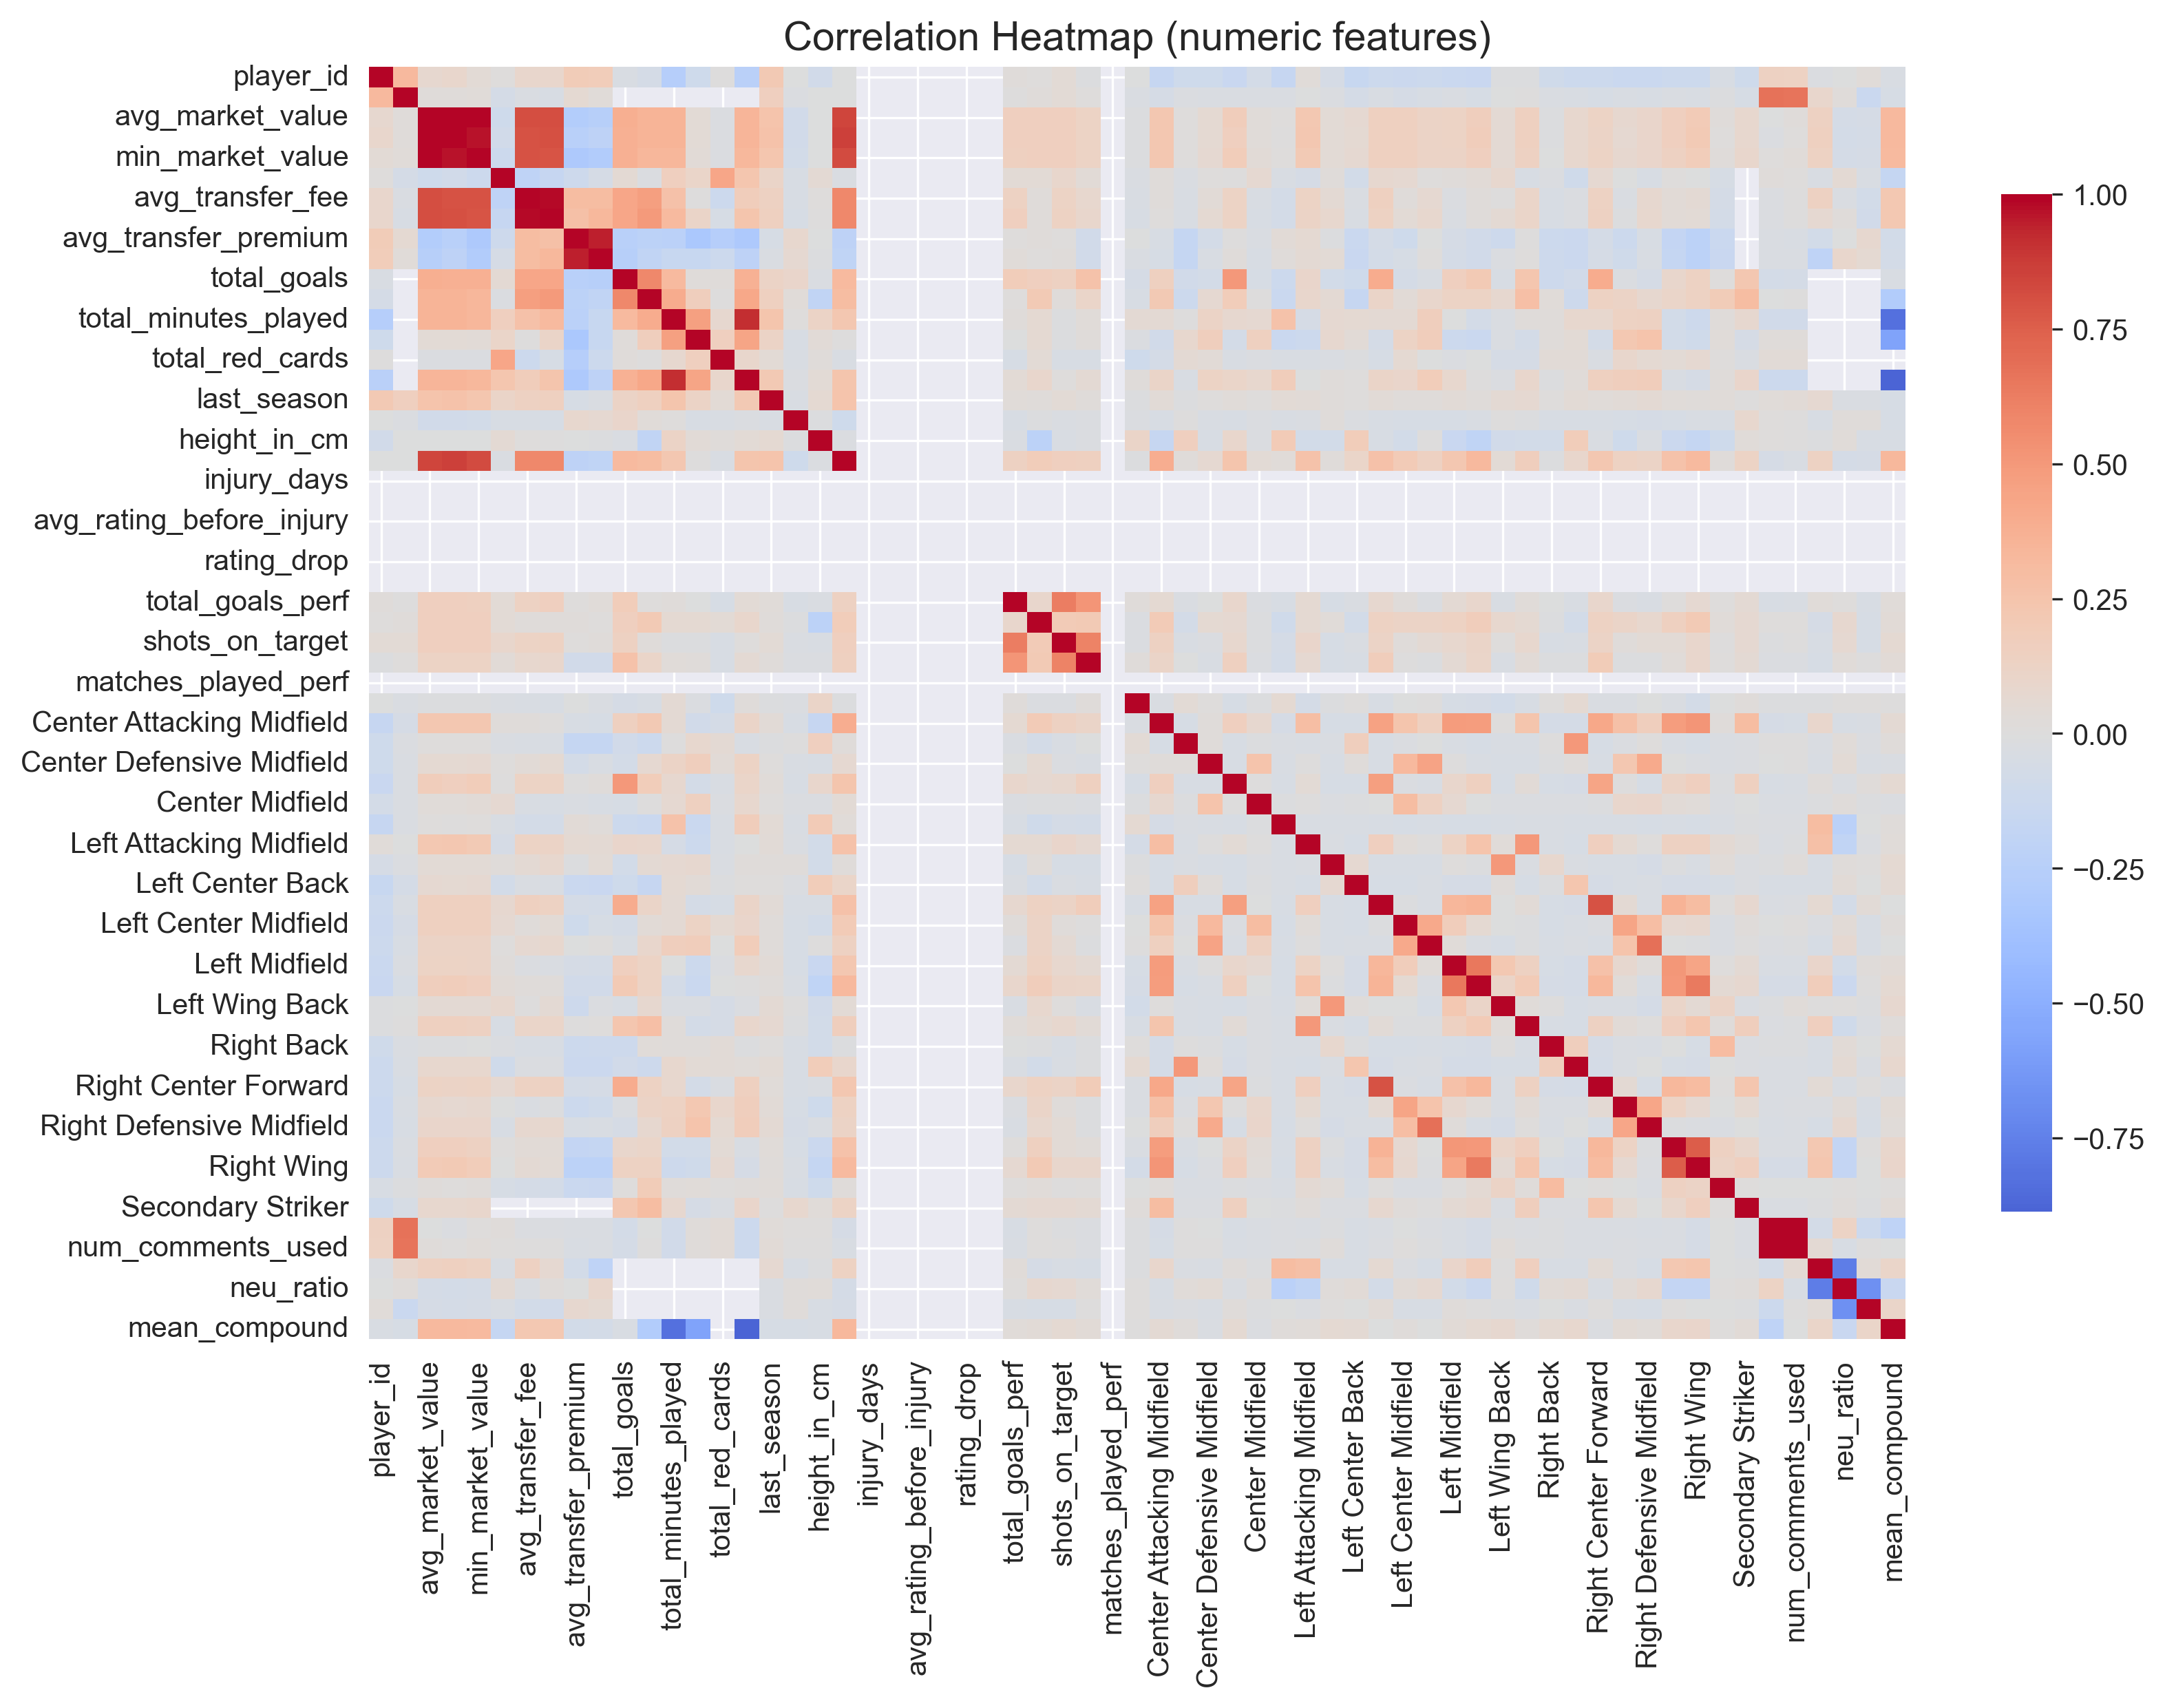 Correlation Heatmap (numeric features)
player_id
avg_market_value
min_market_value
avg_transfer_fee
avg_transfer_premium
total_goals
total_minutes_played
total_red_cards
last_season
height_in_cm
injury_days
avg_rating_before_injury
rating_drop
total_goals_perf
shots_on_target
matches_played_perf
Center Attacking Midfield
Center Defensive Midfield
Center Midfield
Left Attacking Midfield
Left Center Back
Left Center Midfield
Left Midfield
Left Wing Back
Right Back
Right Center Forward
Right Defensive Midfield
Right Wing
Secondary Striker
num_comments_used
neu_ratio
mean_compound
player_id
avg_market_value
min_market_value
avg_transfer_fee
avg_transfer_premium
total_goals
total_minutes_played
total_red_cards
last_season
height_in_cm
injury_days
avg_rating_before_injury
rating_drop
total_goals_perf
shots_on_target
matches_played_perf
Center Attacking Midfield
Center Defensive Midfield
Center Midfield
Left Attacking Midfield
Left Center Back
Left Center Midfield
Left Midfield
Left Wing Back
Right Back
Right Center Forward
Right Defensive Midfield
Right Wing
Secondary Striker
num_comments_used
neu_ratio
mean_compound
1.00
0.75
0.50
0.25
0.00
−0.25
−0.50
−0.75